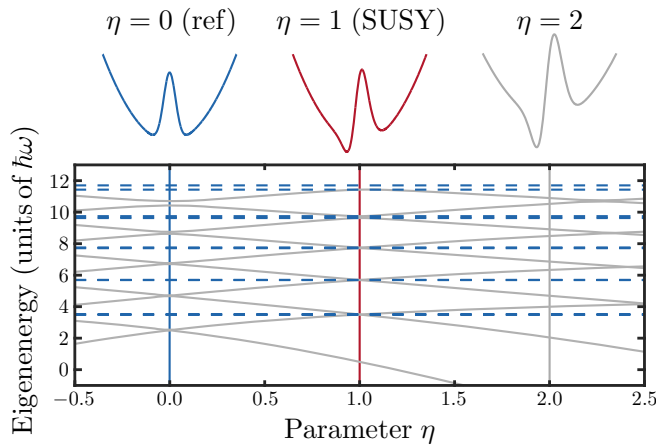 η = 0 (ref) η = 1 (SUSY) η = 2
Eigenenergy (units of ħω)
12
10
8
6
4
2
0
−0.5 0.0 0.5 1.0 1.5 2.0 2.5
Parameter η